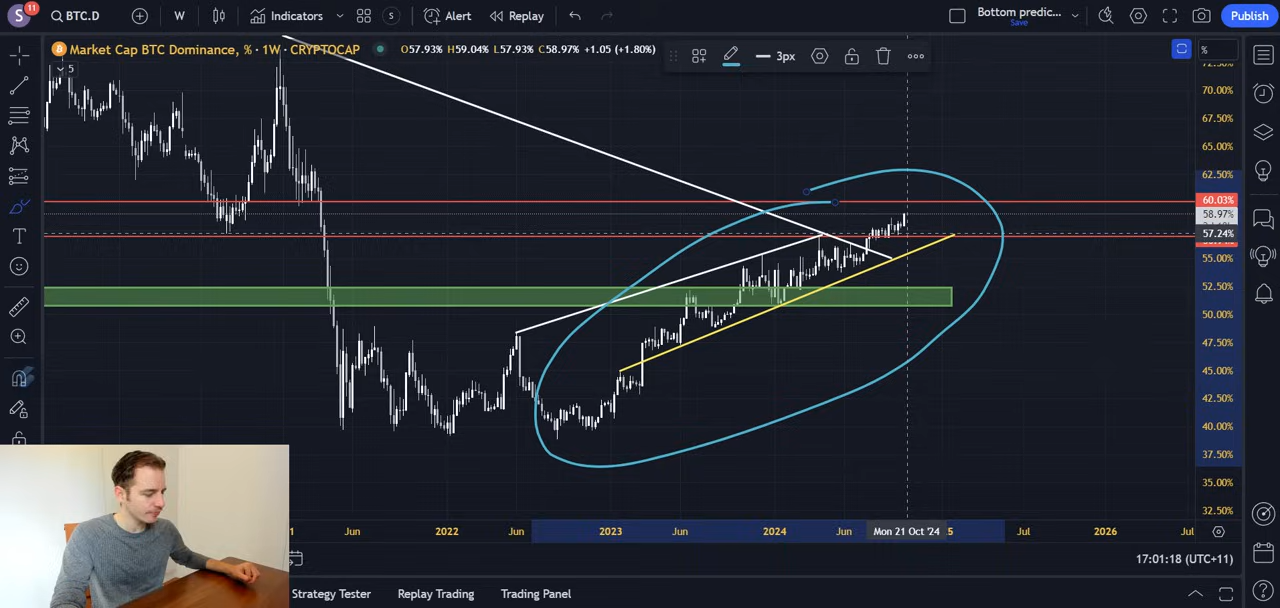 S
11
BTC.D
W
Indicators
S
Alert
Replay
Bottom predic...
Save
Publish
Market Cap BTC Dominance, % · 1W · CRYPTOCAP
O57.93% H59.04% L57.93% C58.97% +1.05 (+1.80%)
5
3px
%
70.00%
67.50%
65.00%
62.50%
60.03%
58.97%
57.24%
55.00%
52.50%
50.00%
47.50%
45.00%
42.50%
40.00%
37.50%
35.00%
32.50%
Jun
2022
Jun
2023
Jun
2024
Jun
Mon 21 Oct '24
5
Jul
2026
Jul
17:01:18 (UTC+11)
Strategy Tester
Replay Trading
Trading Panel